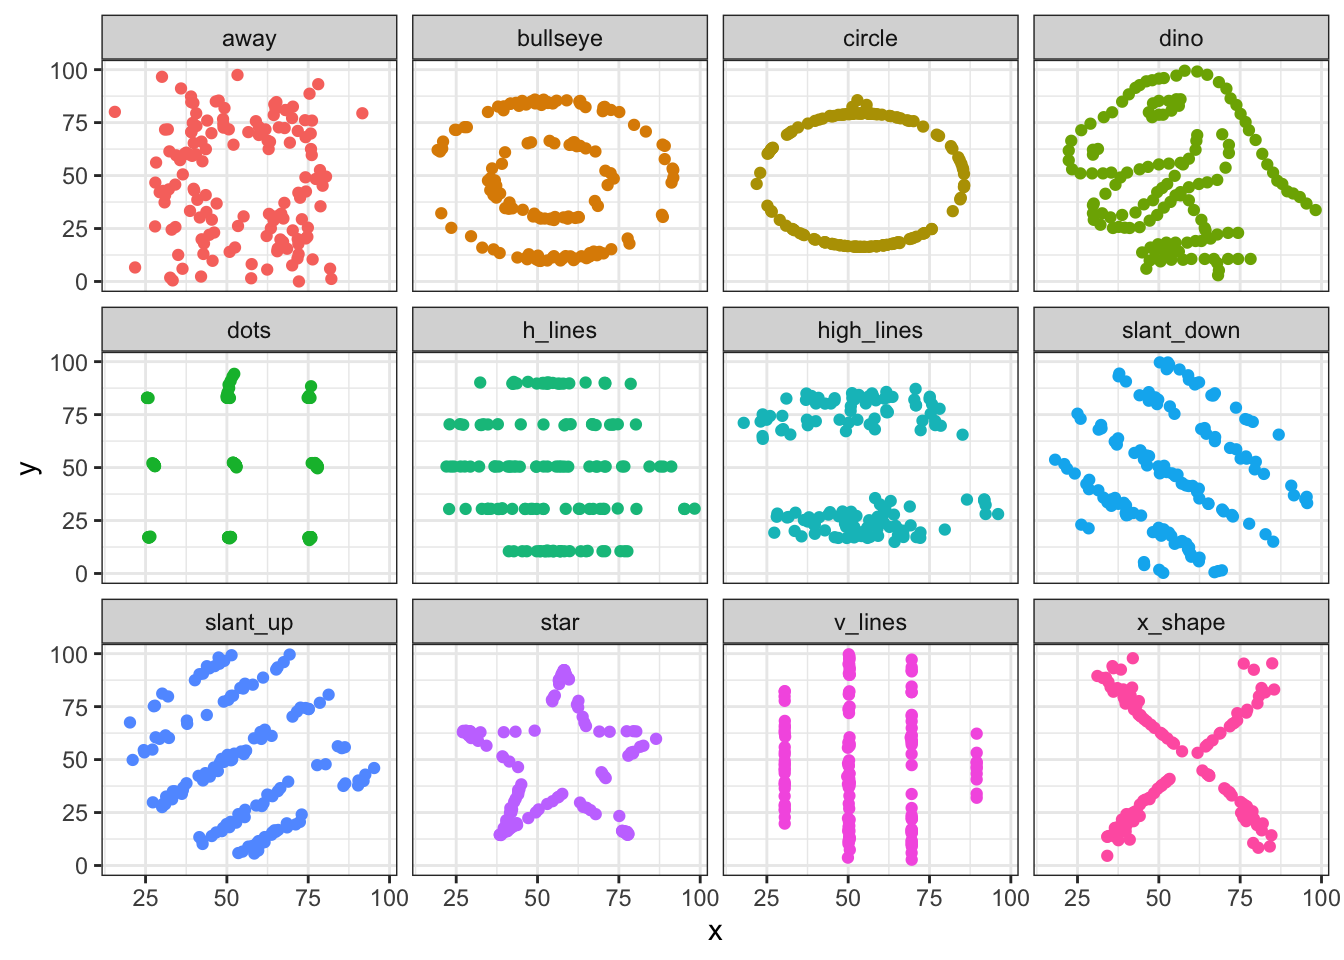 away bullseye circle dino
100
75
50
25
0
dots h_lines high_lines slant_down
100
75
50
25
0
y
slant_up star v_lines x_shape
100
75
50
25
0
25 50 75 100 25 50 75 100 25 50 75 100 25 50 75 100
x